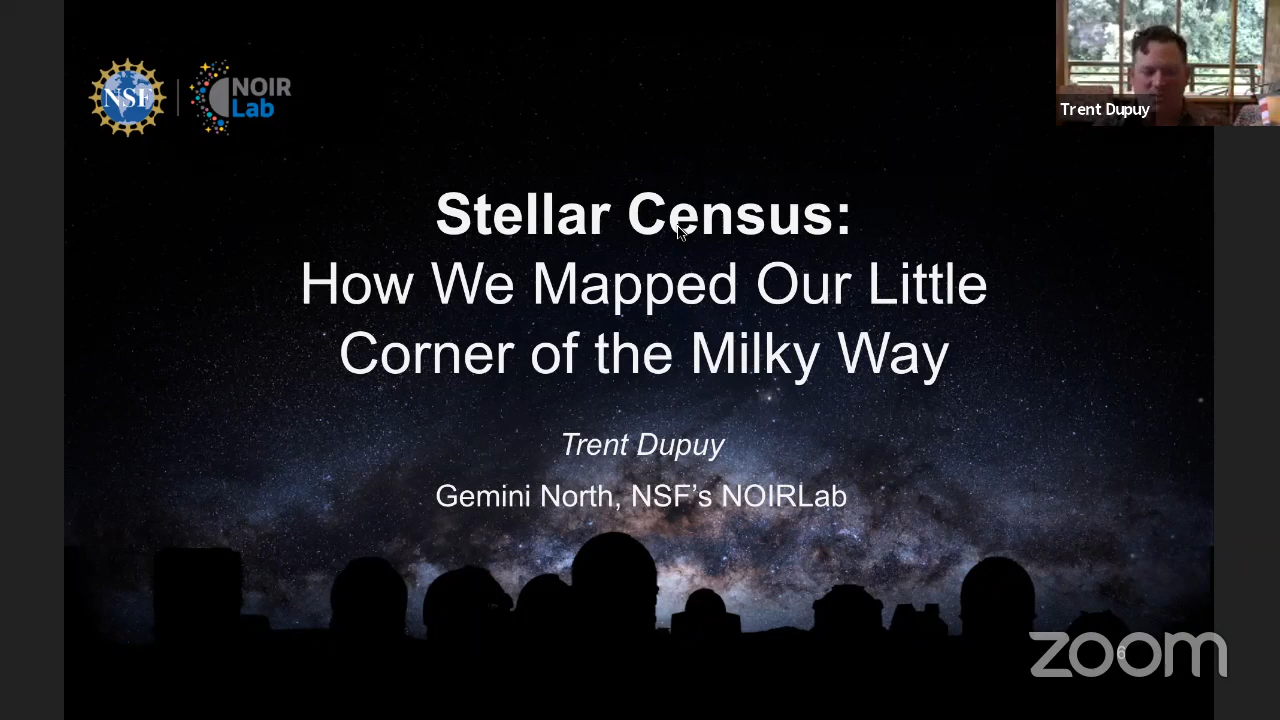 NSF
NOIR
Lab
Trent Dupuy
Stellar Census:
How We Mapped Our Little
Corner of the Milky Way
Trent Dupuy
Gemini North, NSF’s NOIRLab
6
zoom